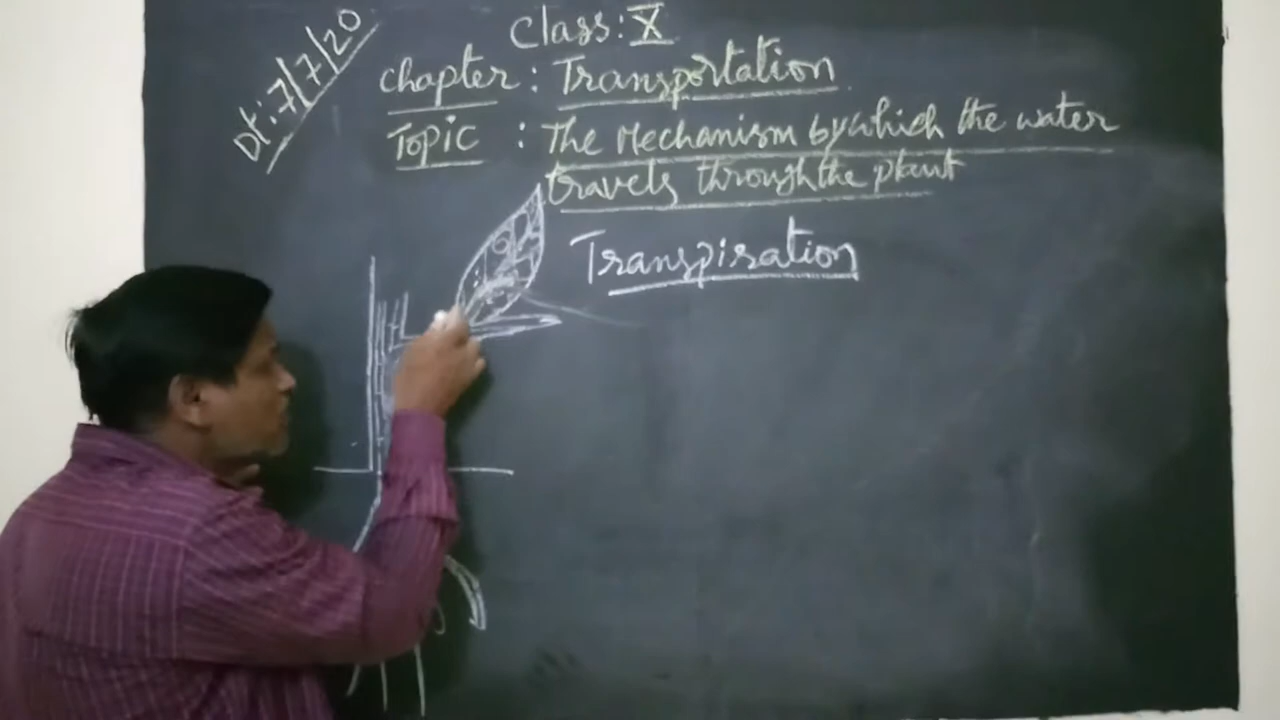 Dt:7/7/20
Class: X
Chapter : Transportation
Topic : The Mechanism by which the water
travels through the plant
Transpiration